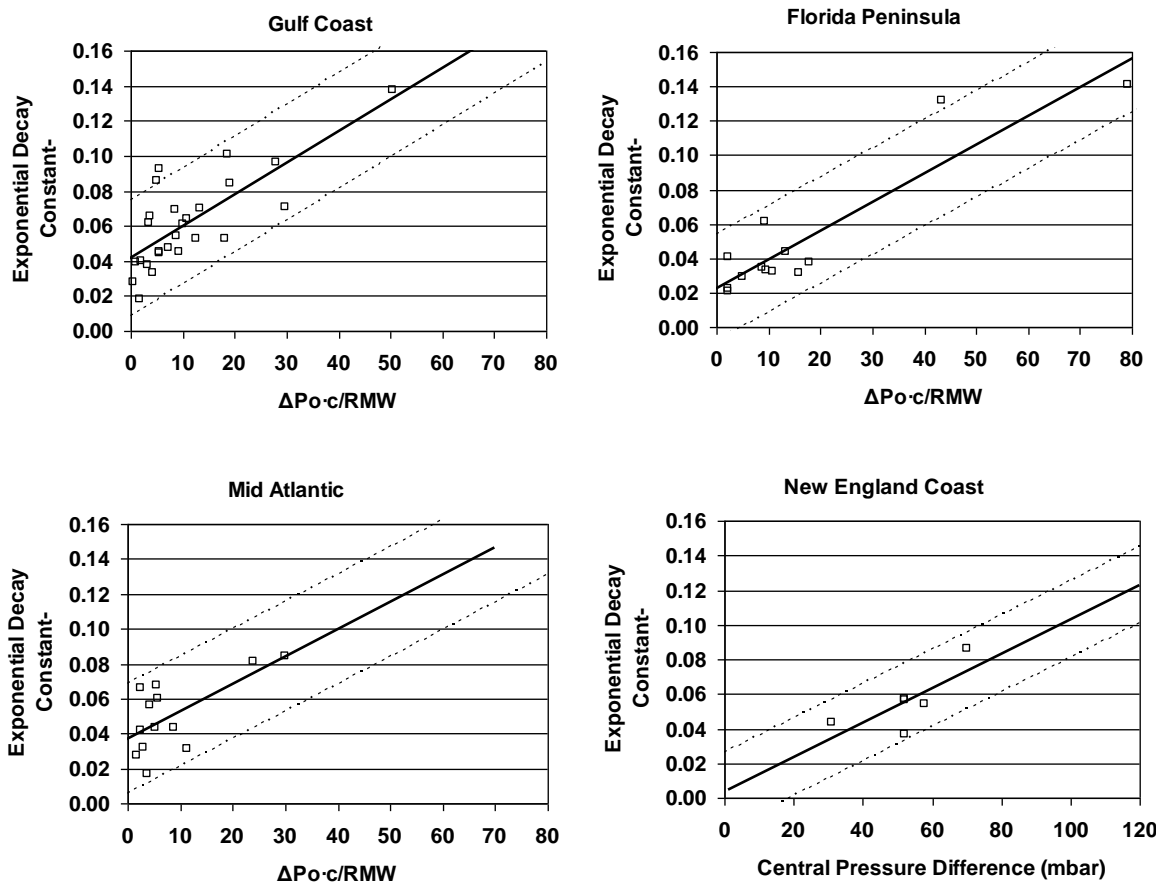 Gulf Coast
0.16
0.14
0.12
0.10
0.08
0.06
0.04
0.02
0.00
Exponential Decay
Constant-
0 10 20 30 40 50 60 70 80
ΔPo·c/RMW
Florida Peninsula
0.16
0.14
0.12
0.10
0.08
0.06
0.04
0.02
0.00
Exponential Decay
Constant-
0 10 20 30 40 50 60 70 80
ΔPo·c/RMW
Mid Atlantic
0.16
0.14
0.12
0.10
0.08
0.06
0.04
0.02
0.00
Exponential Decay
Constant-
0 10 20 30 40 50 60 70 80
ΔPo·c/RMW
New England Coast
0.16
0.14
0.12
0.10
0.08
0.06
0.04
0.02
0.00
Exponential Decay
Constant-
0 20 40 60 80 100 120
Central Pressure Difference (mbar)